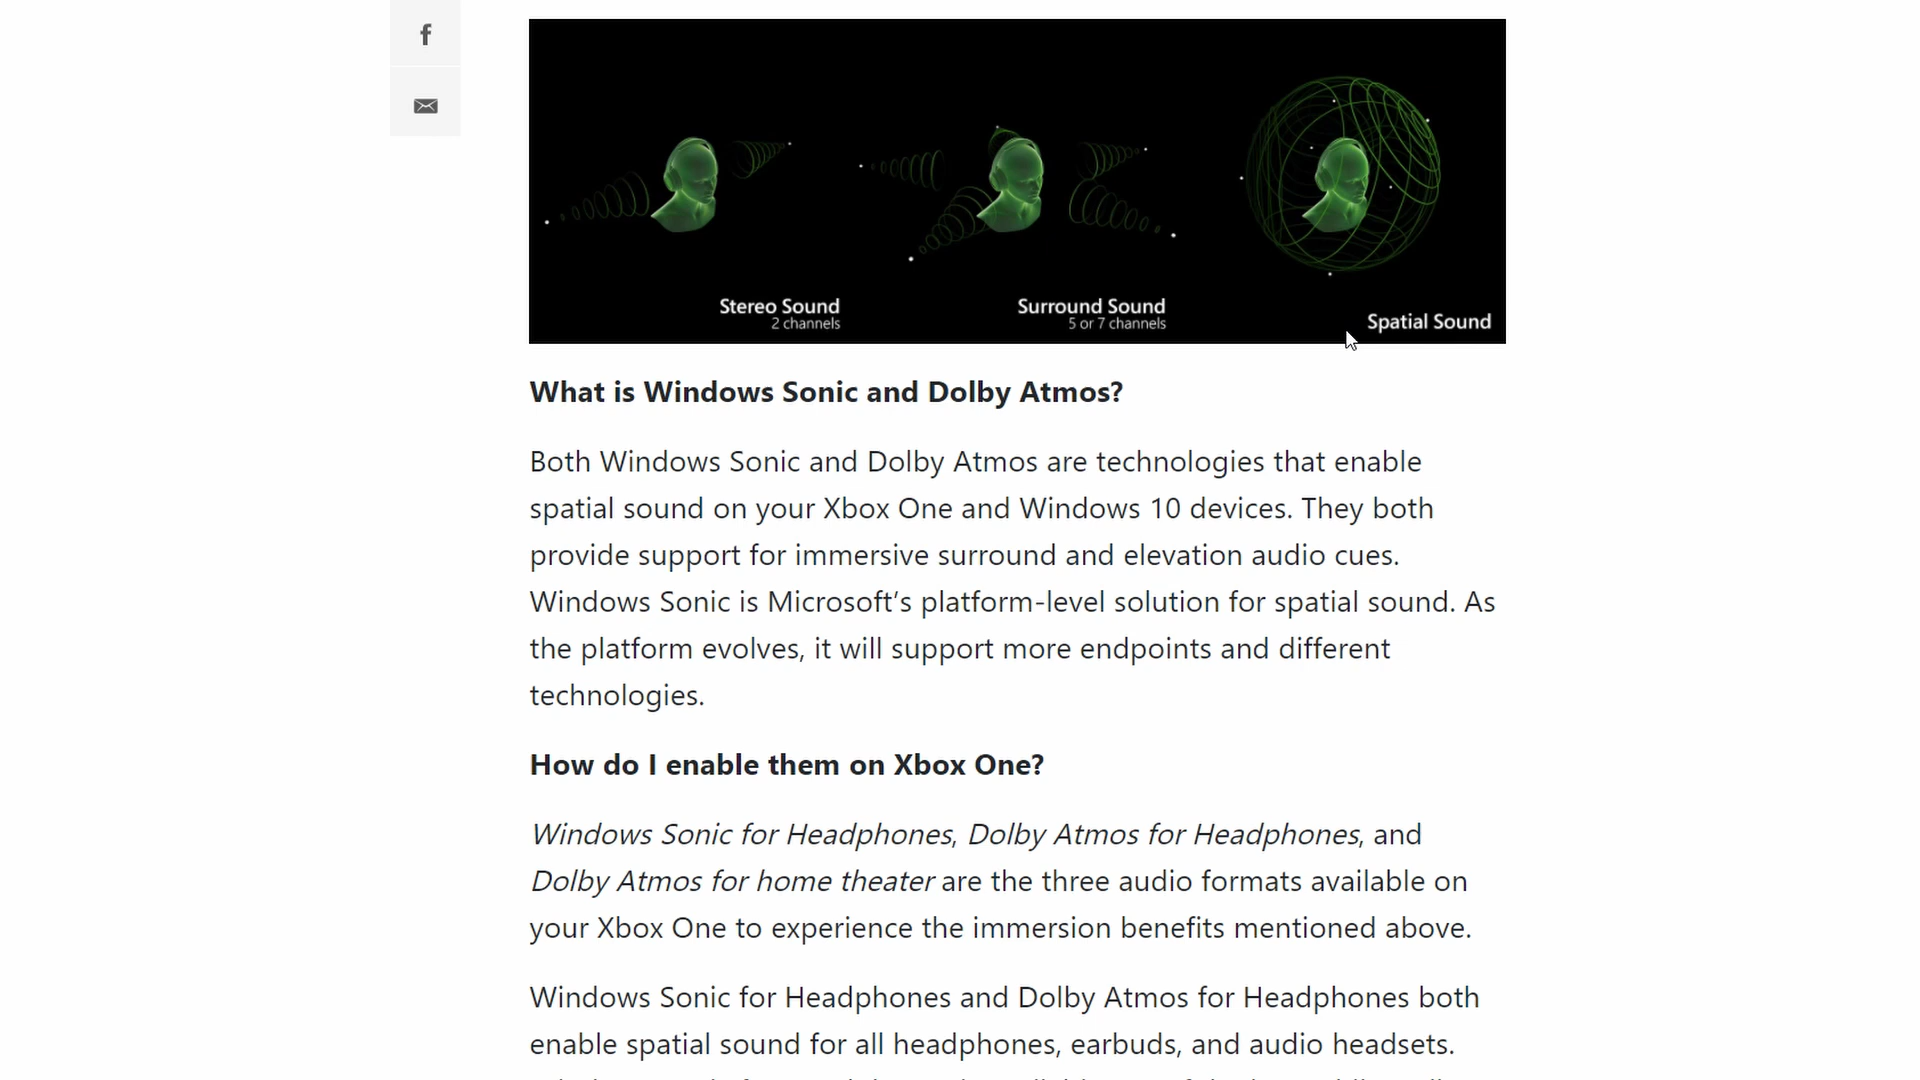 f
Stereo Sound
2 channels
Surround Sound
5 or 7 channels
Spatial Sound
What is Windows Sonic and Dolby Atmos?
Both Windows Sonic and Dolby Atmos are technologies that enable
spatial sound on your Xbox One and Windows 10 devices. They both
provide support for immersive surround and elevation audio cues.
Windows Sonic is Microsoft’s platform-level solution for spatial sound. As
the platform evolves, it will support more endpoints and different
technologies.
How do I enable them on Xbox One?
Windows Sonic for Headphones, Dolby Atmos for Headphones, and
Dolby Atmos for home theater are the three audio formats available on
your Xbox One to experience the immersion benefits mentioned above.
Windows Sonic for Headphones and Dolby Atmos for Headphones both
enable spatial sound for all headphones, earbuds, and audio headsets.